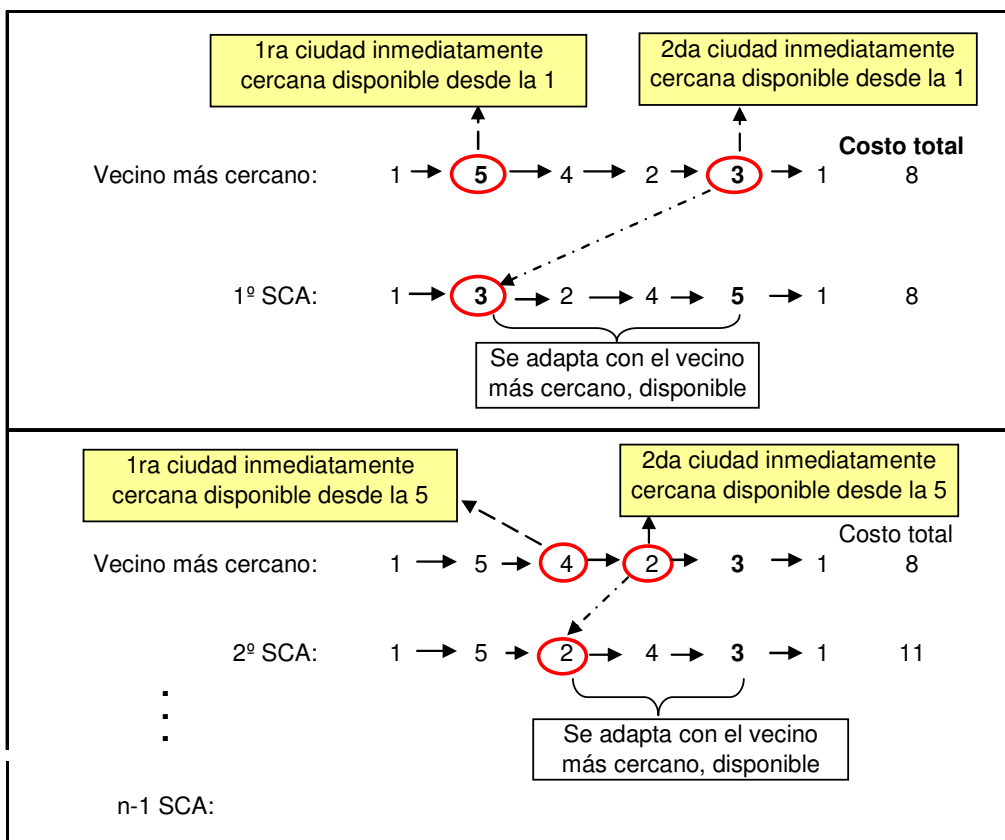 1ra ciudad inmediatamente
cercana disponible desde la 1
2da ciudad inmediatamente
cercana disponible desde la 1
Costo total
Vecino más cercano: 1 5 4 2 3 1 8
1º SCA: 1 3 2 4 5 1 8
Se adapta con el vecino
más cercano, disponible
1ra ciudad inmediatamente
cercana disponible desde la 5
2da ciudad inmediatamente
cercana disponible desde la 5
Costo total
Vecino más cercano: 1 5 4 2 3 1 8
2º SCA: 1 5 2 4 3 1 11
Se adapta con el vecino
más cercano, disponible
n-1 SCA: